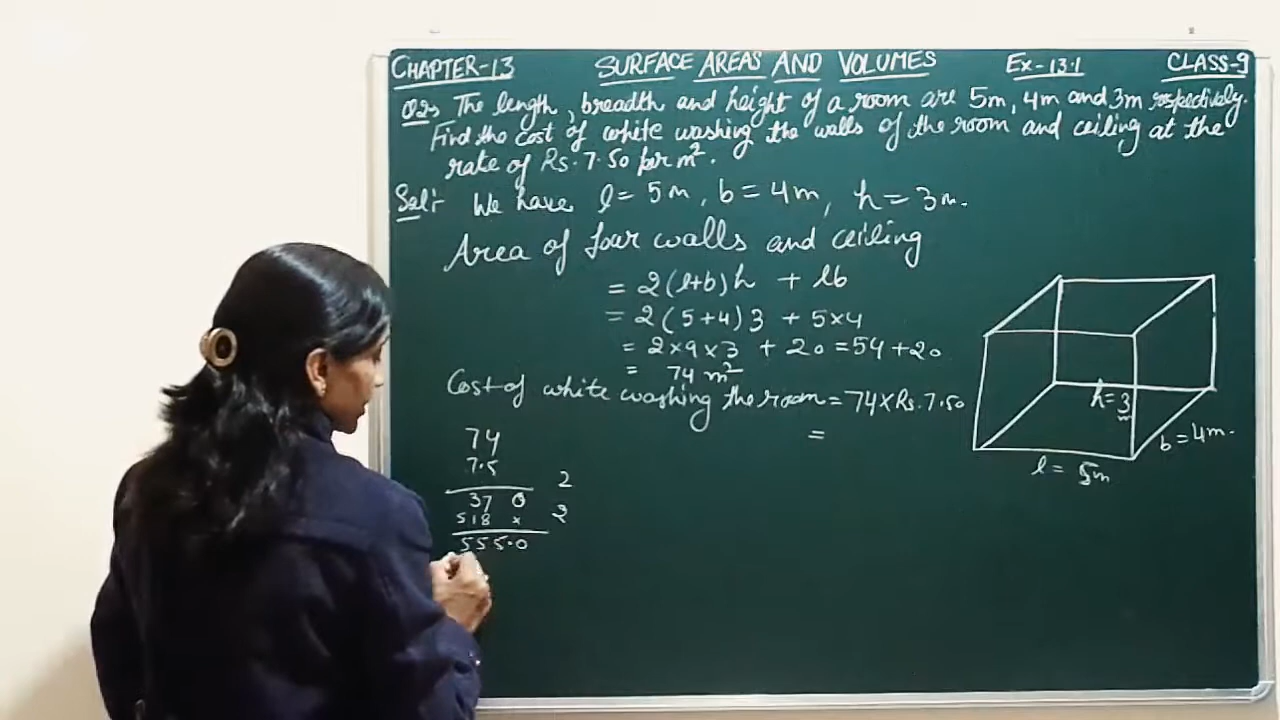 CHAPTER-13 SURFACE AREAS AND VOLUMES Ex-13.1 CLASS-9
Q2. The length, breadth and height of a room are 5m, 4m and 3m respectively.
Find the cost of white washing the walls of the room and ceiling at the
rate of Rs. 7.50 per m².
Sol: We have l = 5m, b = 4m, h = 3m.
Area of four walls and ceiling
= 2(l+b)h + lb
= 2(5+4)3 + 5×4
= 2×9×3 + 20 = 54+20
= 74 m²
Cost of white washing the room = 74×Rs. 7.50
=
74
7.5
370
518×
555.0
2
2
h=3
b=4m.
l= 5m